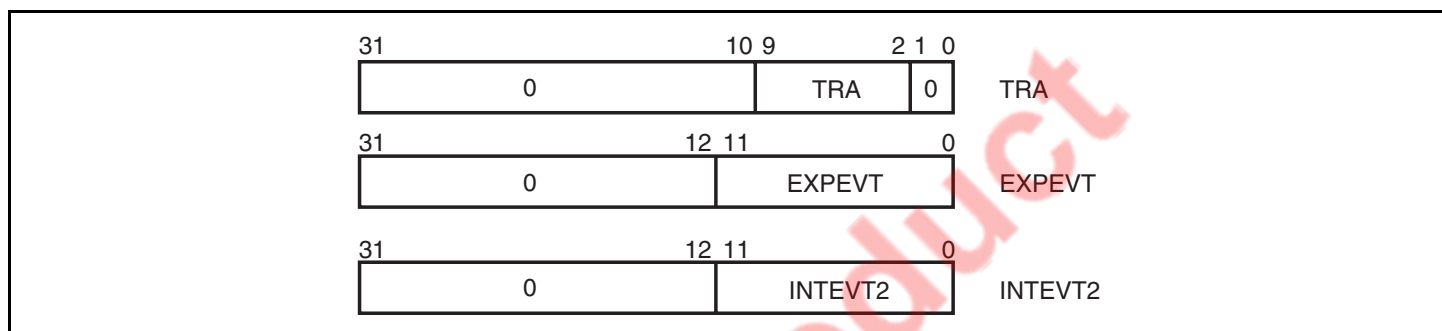 31 10 9 2 1 0
0 TRA 0 TRA
31 12 11 0
0 EXPEVT EXPEVT
31 12 11 0
0 INTEVT2 INTEVT2
duct